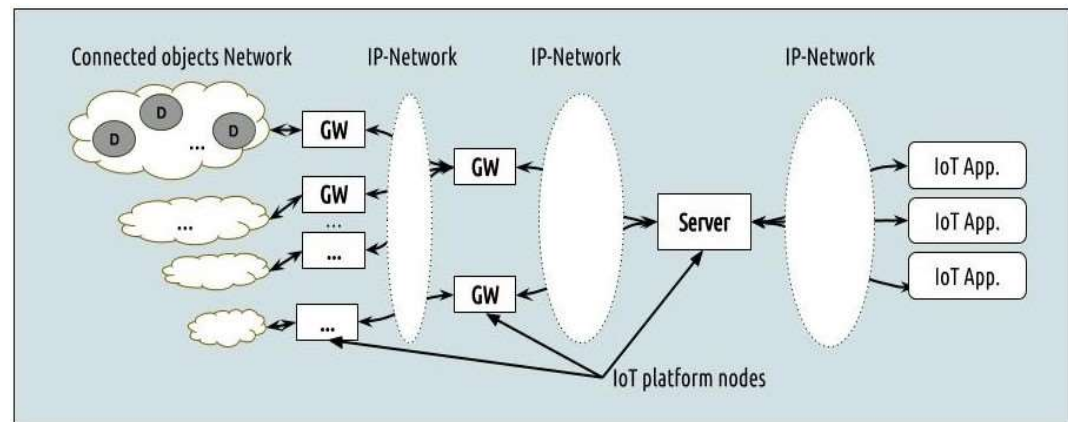 Connected objects Network
IP-Network
IP-Network
IP-Network
D
D
D
...
GW
GW
IoT App.
GW
...
...
Server
IoT App.
...
IoT App.
GW
...
IoT platform nodes